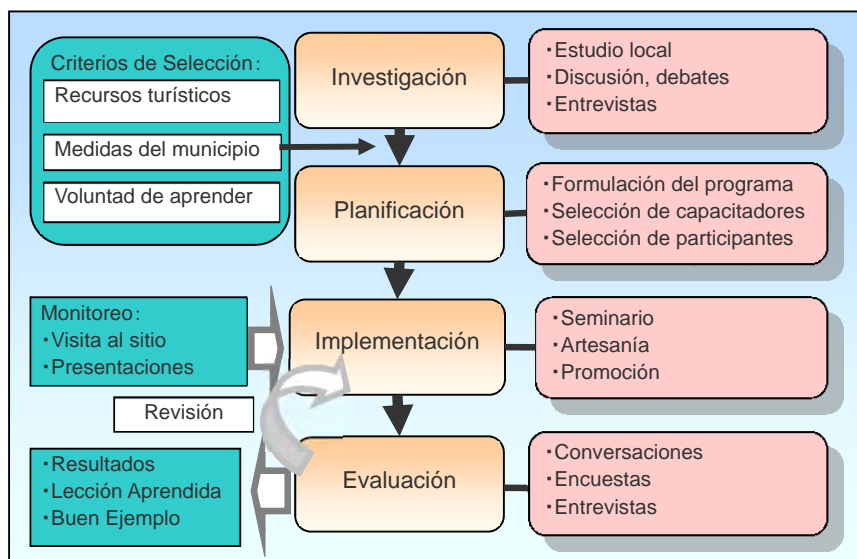 Criterios de Selección：
Recursos turísticos
Medidas del municipio
Voluntad de aprender
Investigación
・Estudio local
・Discusión, debates
・Entrevistas
Planificación
・Formulación del programa
・Selección de capacitadores
・Selección de participantes
Monitoreo：
・Visita al sitio
・Presentaciones
Implementación
・Seminario
・Artesanía
・Promoción
Revisión
・Resultados
・Lección Aprendida
・Buen Ejemplo
Evaluación
・Conversaciones
・Encuestas
・Entrevistas